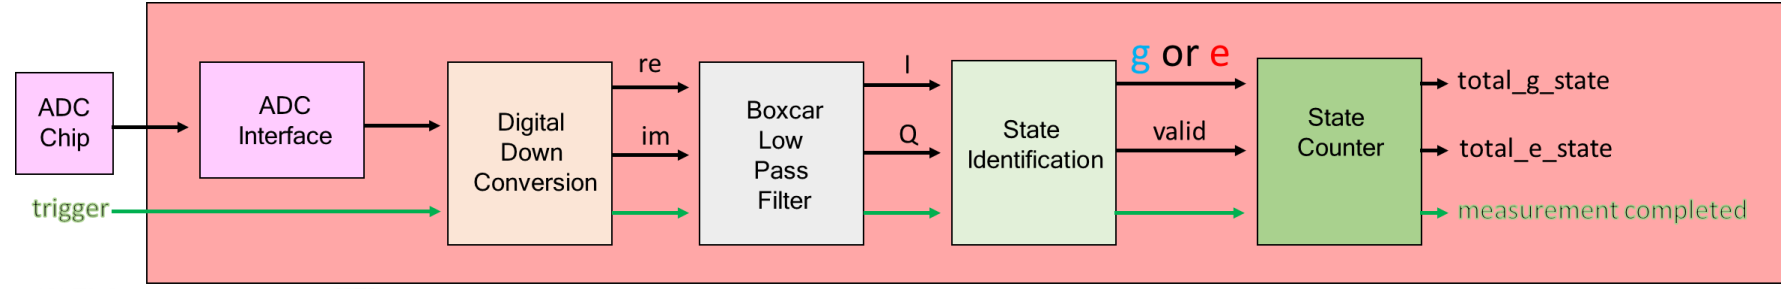 ADC
Chip
trigger
ADC
Interface
Digital
Down
Conversion
re
im
Boxcar
Low
Pass
Filter
I
Q
State
Identification
g or e
valid
State
Counter
total_g_state
total_e_state
measurement completed